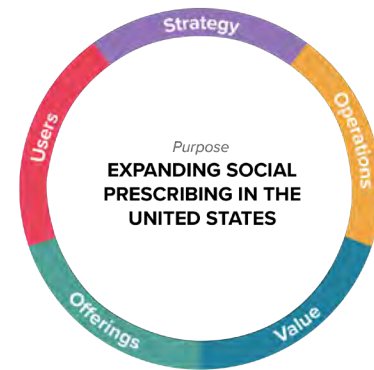 Strategy
Operations
Value
Offerings
Users
Purpose
EXPANDING SOCIAL
PRESCRIBING IN THE
UNITED STATES